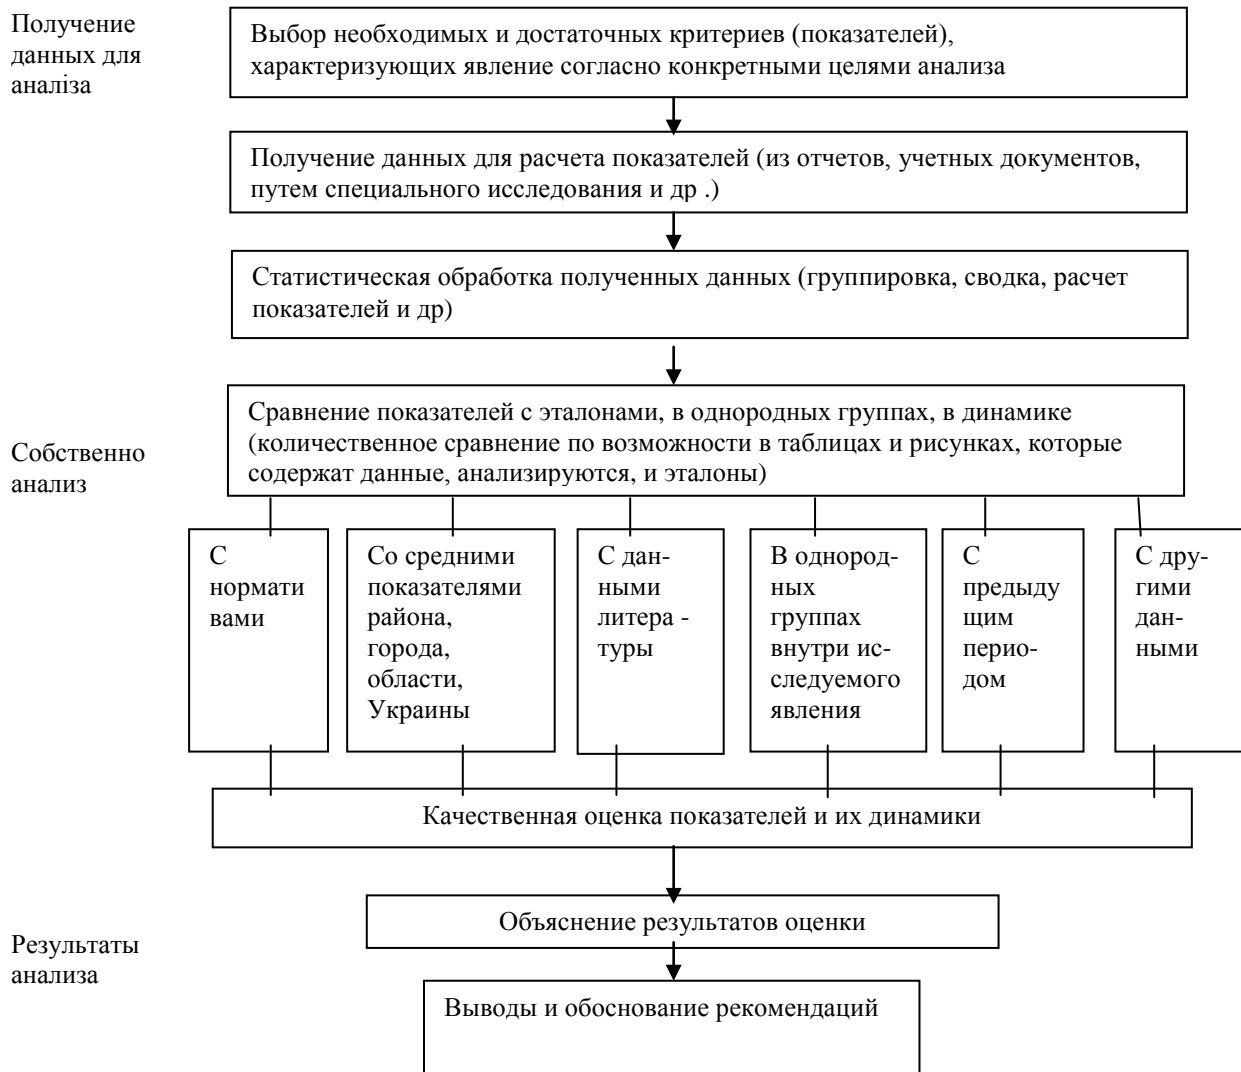 Получение
данных для
аналіза
Выбор необходимых и достаточных критериев (показателей),
характеризующих явление согласно конкретными целями анализа
Получение данных для расчета показателей (из отчетов, учетных документов,
путем специального исследования и др .)
Статистическая обработка полученных данных (группировка, сводка, расчет
показателей и др)
Собственно
анализ
Сравнение показателей с эталонами, в однородных группах, в динамике
(количественное сравнение по возможности в таблицах и рисунках, которые
содержат данные, анализируются, и эталоны)
С
нормати
вами
Со средними
показателями
района,
города,
области,
Украины
С дан-
ными
литера -
туры
В однород-
ных
группах
внутри ис-
следуемого
явления
С
предыду
щим
перио-
дом
С дру-
гими
дан-
ными
Качественная оценка показателей и их динамики
Результаты
анализа
Объяснение результатов оценки
Выводы и обоснование рекомендаций